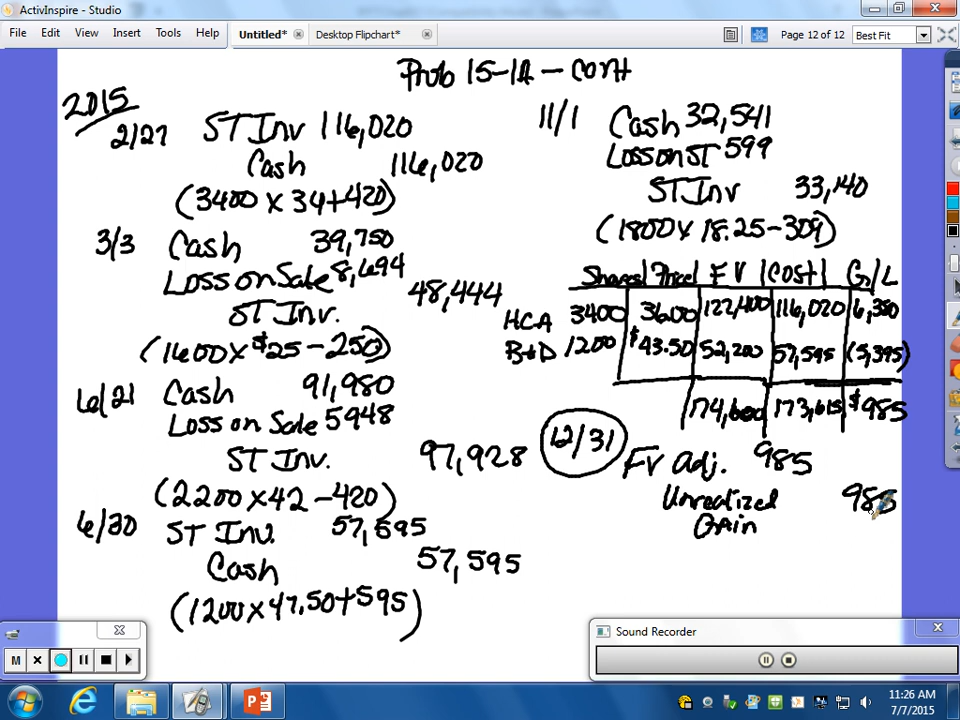 ActivInspire - Studio
File Edit View Insert Tools Help Untitled* Desktop Flipchart* Page 12 of 12 Best Fit
Prob 15-1A - cont
2015
2/27 ST Inv 116,020
Cash 116,020
(3400 x 34+420)
3/3 Cash 39,750
Loss on Sale 8,694
ST Inv. 48,444
(1600 x $25 - 250)
6/21 Cash 91,980
Loss on Sale 5948
ST Inv. 97,928
(2200 x 42 - 420)
6/30 ST Inv. 57,595
Cash 57,595
(1200 x 47.50 + 595)
11/1 Cash 32,541
Loss on ST 599
ST Inv 33,140
(1800 x 18.25 - 309)
Shares Price FV Cost G/L
HCA 3400 3600 122,400 116,020 6,380
B+D 1200 $43.50 52,200 57,595 (5,395)
174,600 173,615 $985
12/31 FV Adj. 985
Unrealized 985
Gain
Sound Recorder
M
11:26 AM
7/7/2015